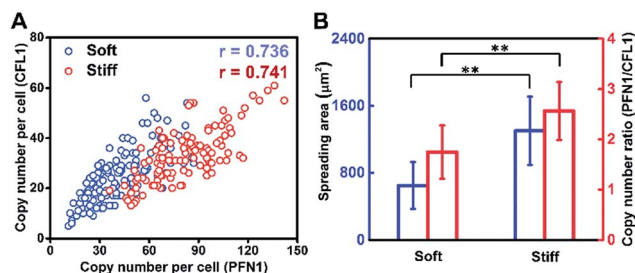 A
Copy number per cell (CFL1)
80
60
40
20
0
Soft
Stiff
r = 0.736
r = 0.741
0 30 60 90 120 150
Copy number per cell (PFN1)
B
Spreading area (μm²)
2400
1600
800
0
**
**
Soft Stiff
4
3
2
1
0
Copy number ratio (PFN1/CFL1)